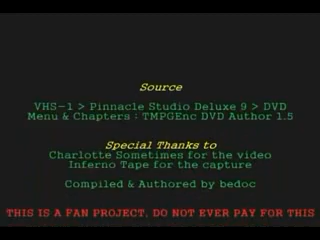 Source
VHS-1 > Pinnacle Studio Deluxe 9 > DVD
Menu & Chapters : TMPGEnc DVD Author 1.5
Special Thanks to
Charlotte Sometimes for the video
Inferno Tape for the capture
Compiled & Authored by bedoc
THIS IS A FAN PROJECT. DO NOT EVER PAY FOR THIS